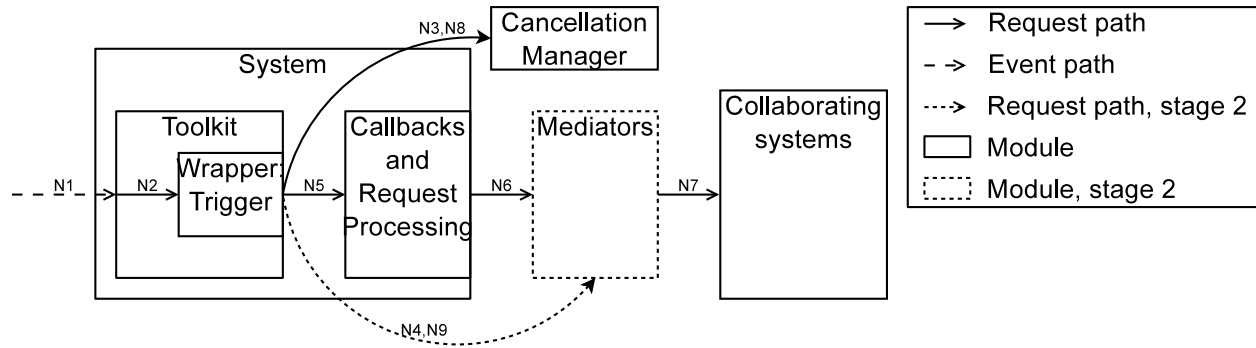 N3,N8
Cancellation
Manager
System
Toolkit
Wrapper:
Trigger
Callbacks
and
Request
Processing
Mediators
Collaborating
systems
N1
N2
N5
N6
N7
N4,N9
Request path
Event path
Request path, stage 2
Module
Module, stage 2